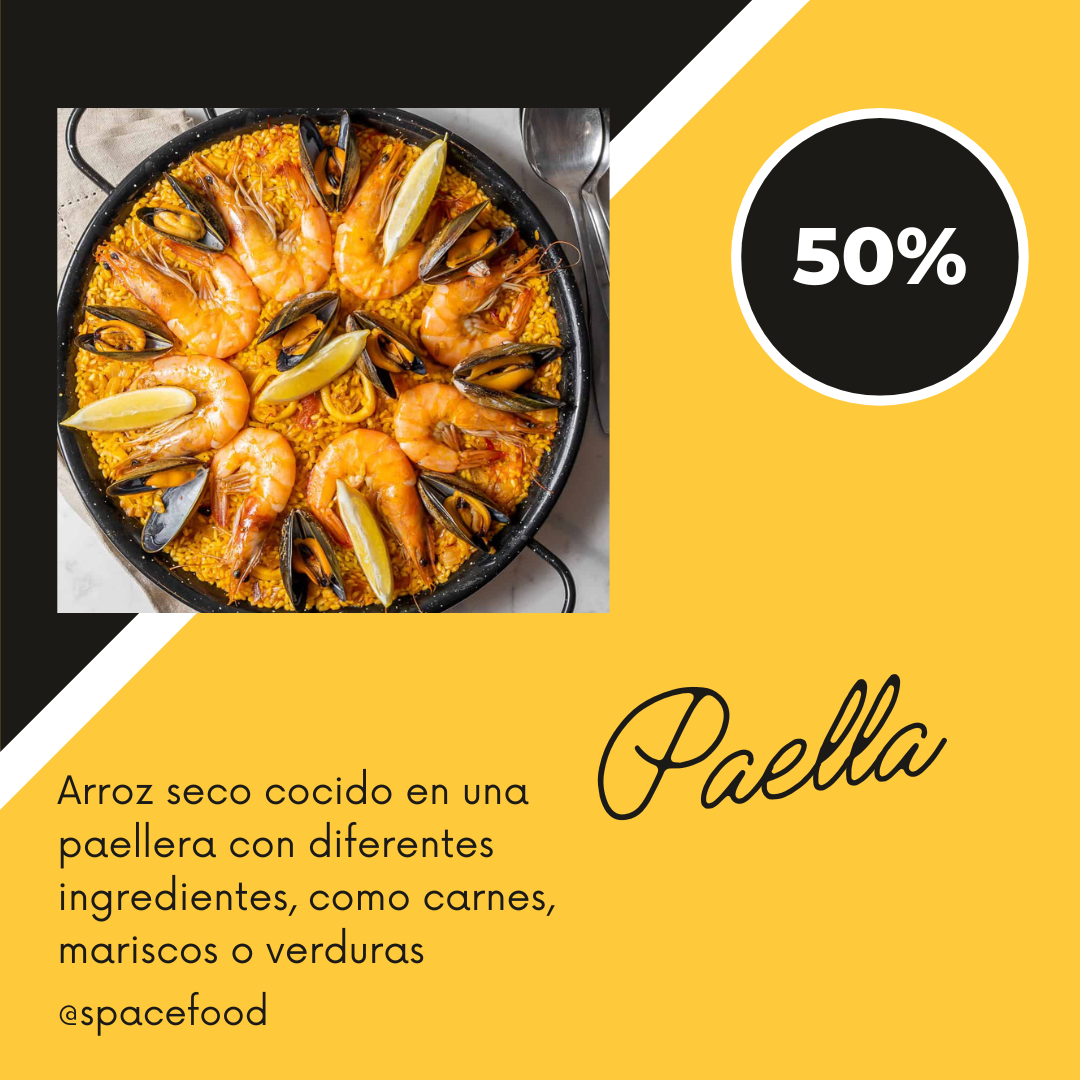 50%
Paella
Arroz seco cocido en una
paellera con diferentes
ingredientes, como carnes,
mariscos o verduras
@spacefood